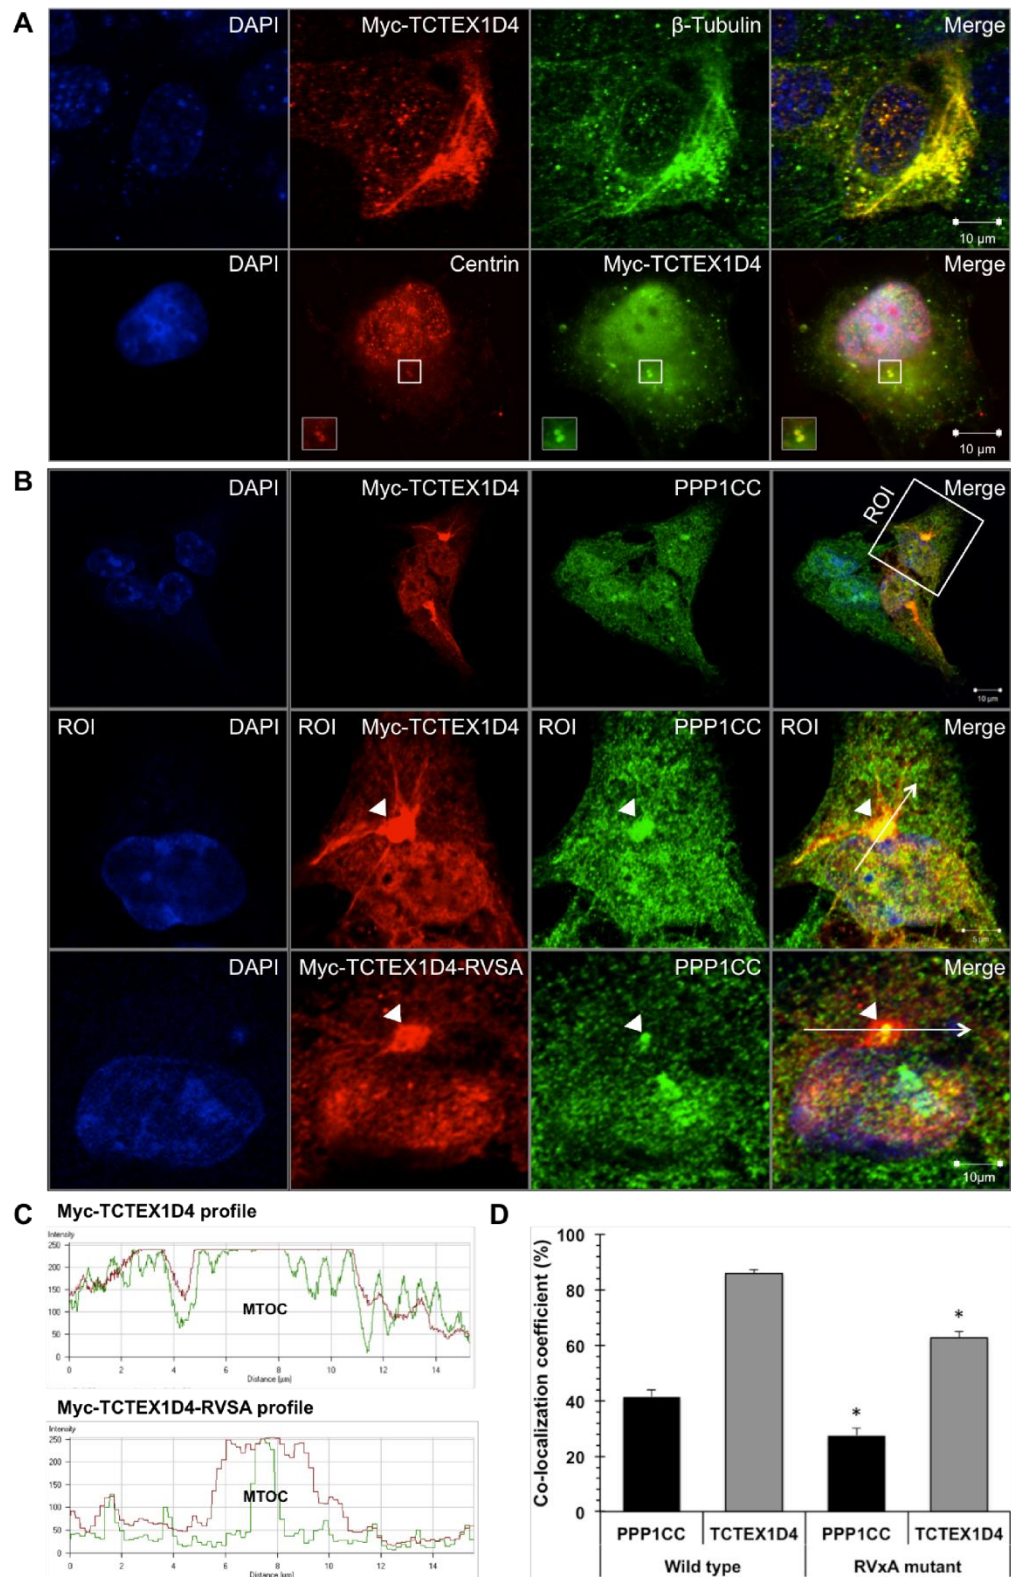 A
DAPI Myc-TCTEX1D4 β-Tubulin Merge
10 μm
DAPI Centrin Myc-TCTEX1D4 Merge
10 μm
B
DAPI Myc-TCTEX1D4 PPP1CC Merge
ROI
10 μm
ROI DAPI ROI Myc-TCTEX1D4 ROI PPP1CC ROI Merge
5 μm
DAPI Myc-TCTEX1D4-RVSA PPP1CC Merge
10μm
C
Myc-TCTEX1D4 profile
Intensity
250
200
150
100
50
0
MTOC
0 2 4 6 8 10 12 14
Distance (μm)
Myc-TCTEX1D4-RVSA profile
Intensity
250
200
150
100
50
0
MTOC
0 2 4 6 8 10 12 14
Distance (μm)
D
Co-localization coefficient (%)
100
80
60
40
20
0
* *
PPP1CC TCTEX1D4 PPP1CC TCTEX1D4
Wild type RVxA mutant